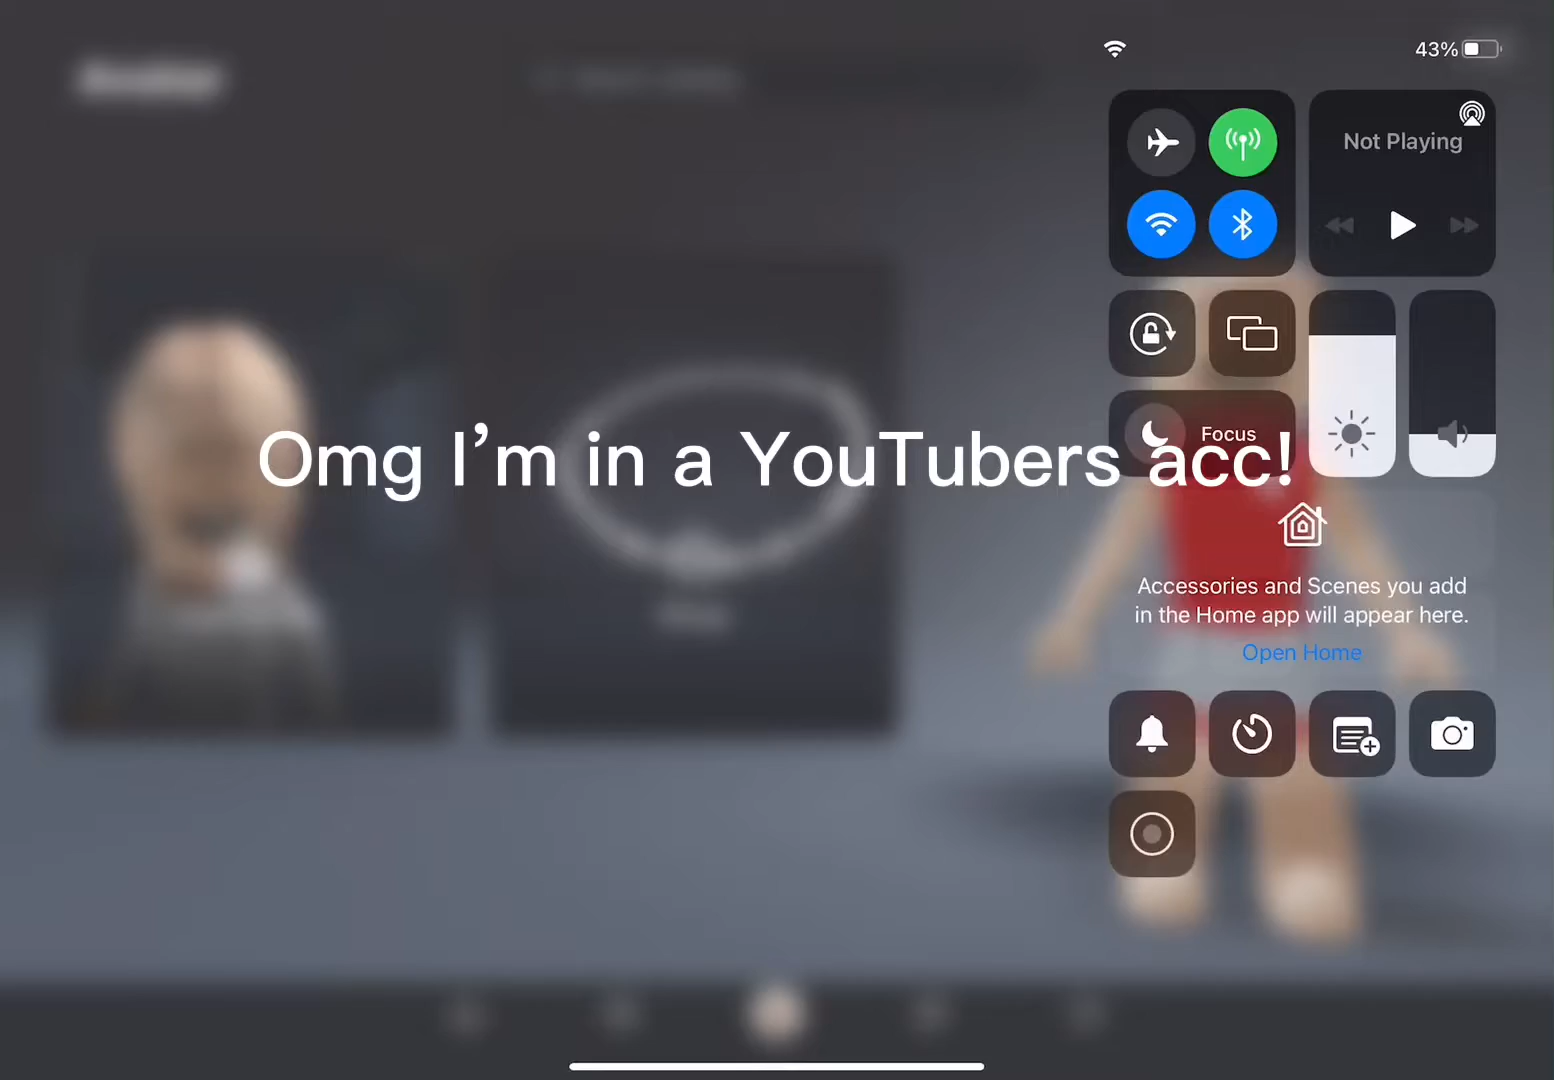 43%
Not Playing
Focus
Omg I’m in a YouTubers acc!
Accessories and Scenes you add
in the Home app will appear here.
Open Home